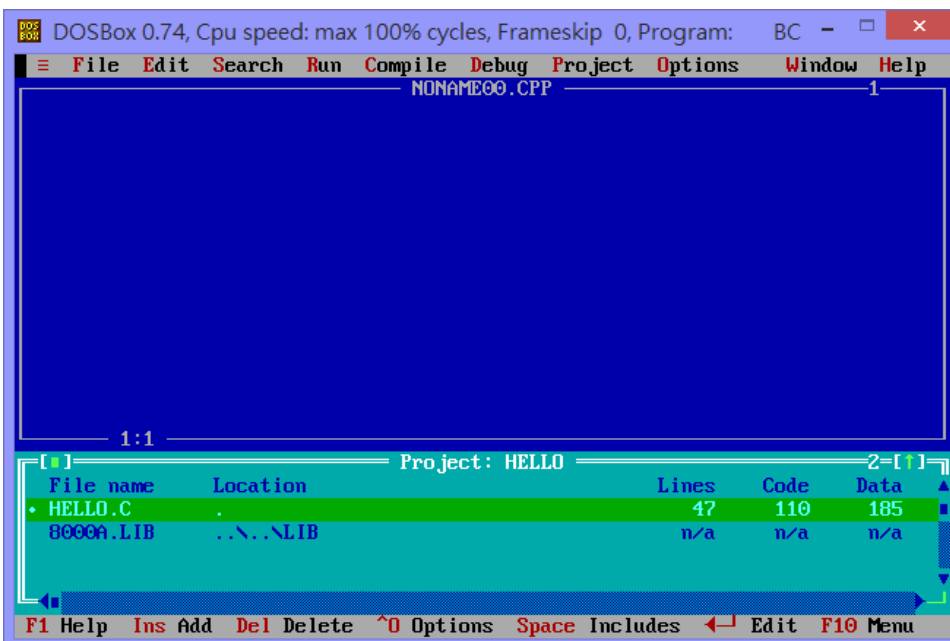 DOS BOX DOSBox 0.74, Cpu speed: max 100% cycles, Frameskip 0, Program: BC
≡ File Edit Search Run Compile Debug Project Options Window Help
NONAME00.CPP 1
1:1
[■] Project: HELLO 2=[↑]
File name Location Lines Code Data
• HELLO.C . 47 110 185
8000A.LIB ..\..\LIB n/a n/a n/a
F1 Help Ins Add Del Delete ^O Options Space Includes ◄┘ Edit F10 Menu